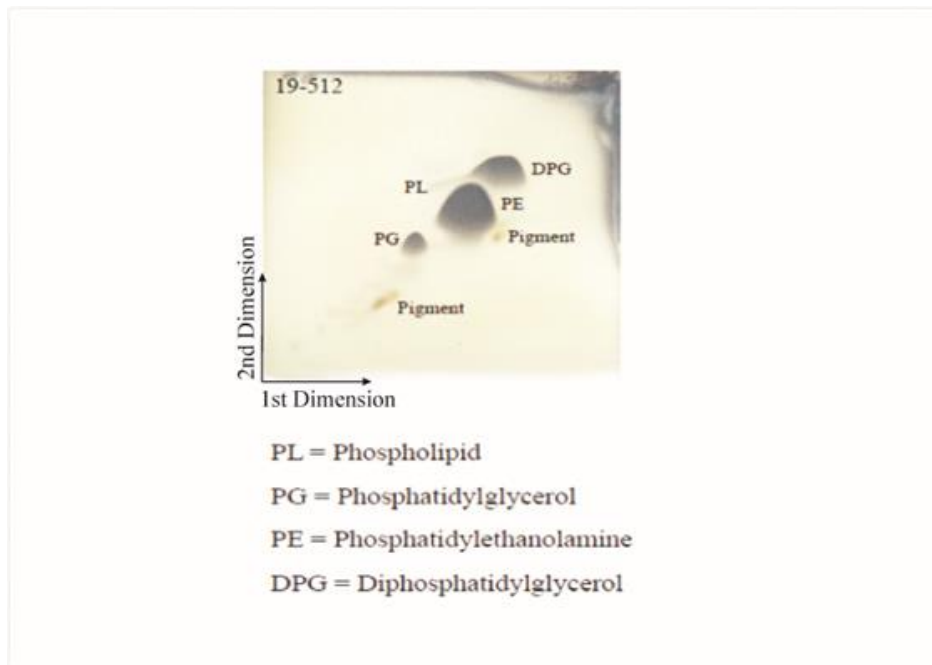 19-512
DPG
PL
PE
PG
Pigment
Pigment
2nd Dimension
1st Dimension
PL = Phospholipid
PG = Phosphatidylglycerol
PE = Phosphatidylethanolamine
DPG = Diphosphatidylglycerol